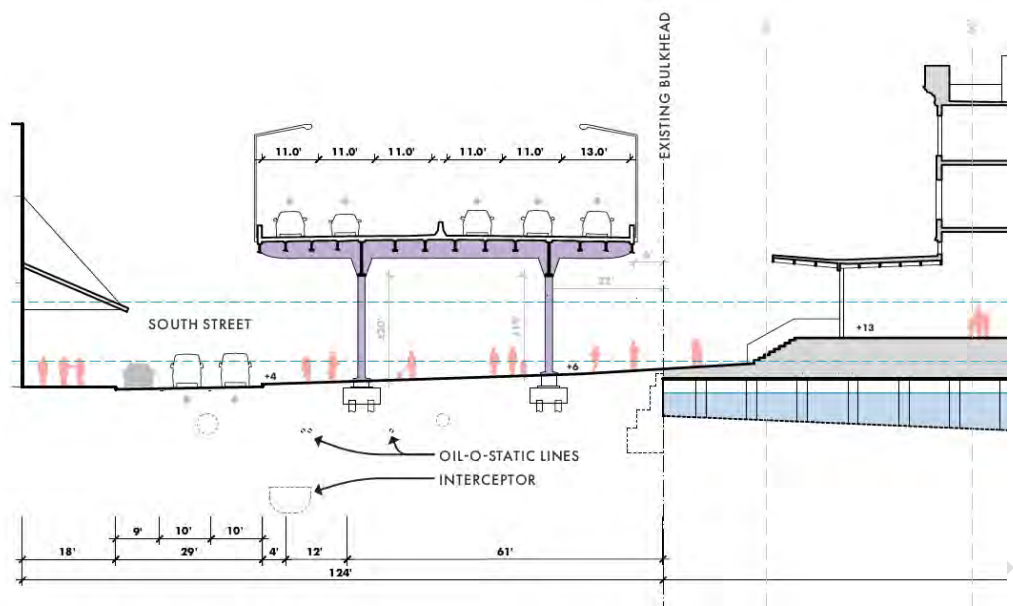 EXISTING BULKHEAD
11.0' 11.0' 11.0' 11.0' 11.0' 13.0'
6'
22'
SOUTH STREET
±20'
±19'
+13
+4
+6
OIL-O-STATIC LINES
INTERCEPTOR
9' 10' 10'
18' 29' 4' 12' 61'
124'